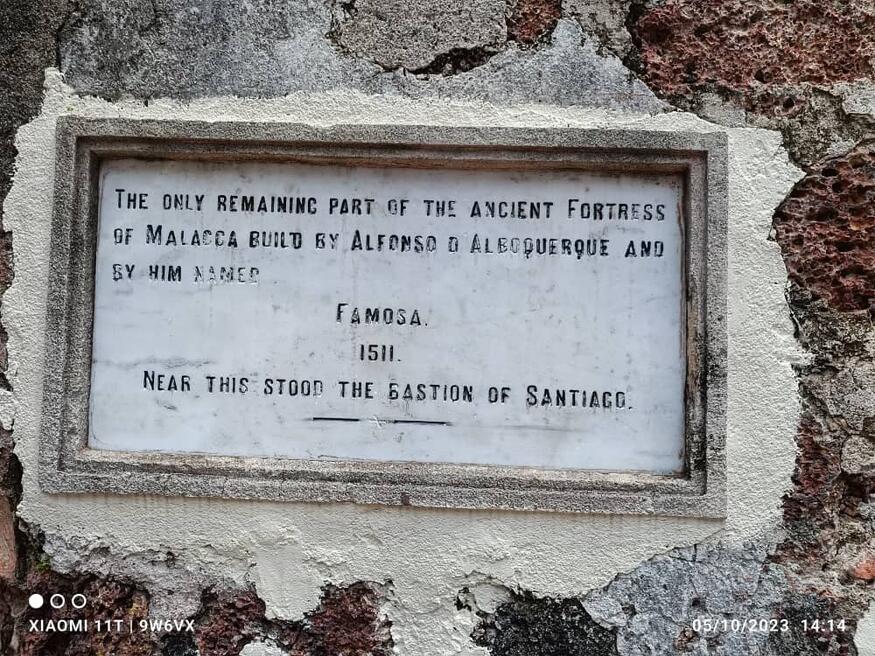 THE ONLY REMAINING PART OF THE ANCIENT FORTRESS
OF MALACCA BUILD BY ALFONSO D ALBOQUERQUE AND
BY HIM NAMED
FAMOSA.
1511.
NEAR THIS STOOD THE BASTION OF SANTIAGO.
XIAOMI 11T | 9W6VX
05/10/2023 14:14